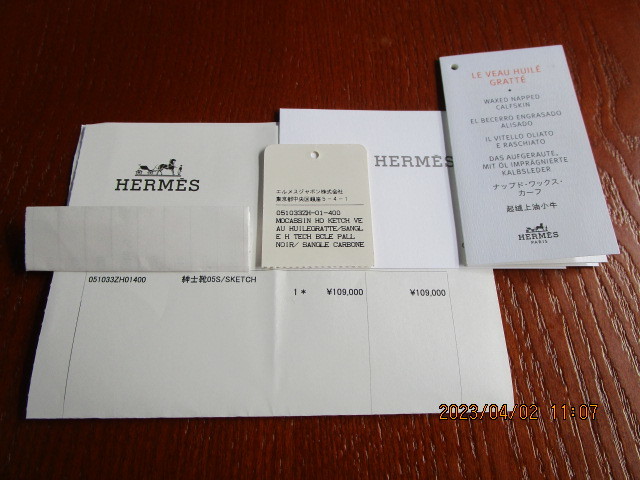 HERMÈS
HERMÈS
エルメスジャポン株式会社
東京都中央区銀座5-4-1
051033ZH-01-400
MOCASSIN HO KETCH VE
AU HUILEGRATTE/SANGL
E H TECH BCLE PALL
NOIR/ SANGLE CARBONE
LE VEAU HUILÉ
GRATTÉ
WAXED NAPPED
CALFSKIN
EL BECERRO ENGRASADO
ALISADO
IL VITELLO OLIATO
E RASCHIATO
DAS AUFGERAUTE,
MIT ÖL IMPRÄGNIERTE
KALBSLEDER
ナップド・ワックス・
カーフ
起絨上油小牛
HERMÈS
PARIS
051033ZH01400 紳士靴05S/SKETCH 1 * ¥109,000 ¥109,000
2023/04/02 11:07